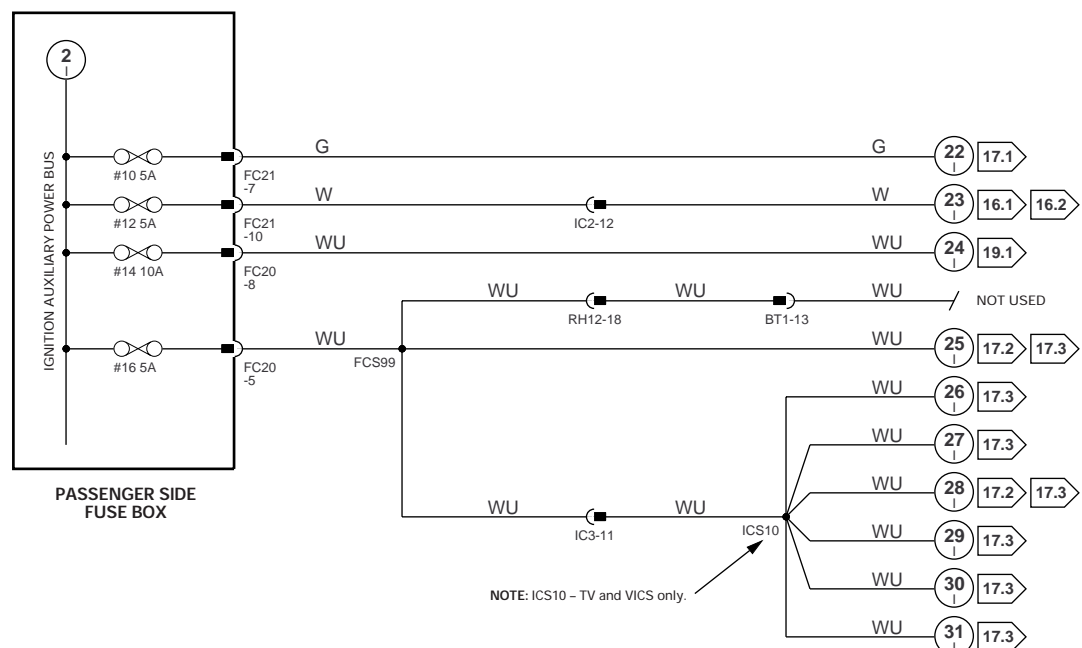 2
I
IGNITION AUXILIARY POWER BUS
#10 5A
FC21
-7
G
G
22
I
17.1
#12 5A
FC21
-10
W
IC2-12
W
23
I
16.1
16.2
#14 10A
FC20
-8
WU
WU
24
I
19.1
WU
RH12-18
WU
BT1-13
WU
NOT USED
#16 5A
FC20
-5
WU
FCS99
WU
25
I
17.2
17.3
WU
26
I
17.3
WU
27
I
17.3
WU
28
I
17.2
17.3
WU
IC3-11
WU
ICS10
WU
29
I
17.3
WU
30
I
17.3
WU
31
I
17.3
PASSENGER SIDE
FUSE BOX
NOTE: ICS10 – TV and VICS only.